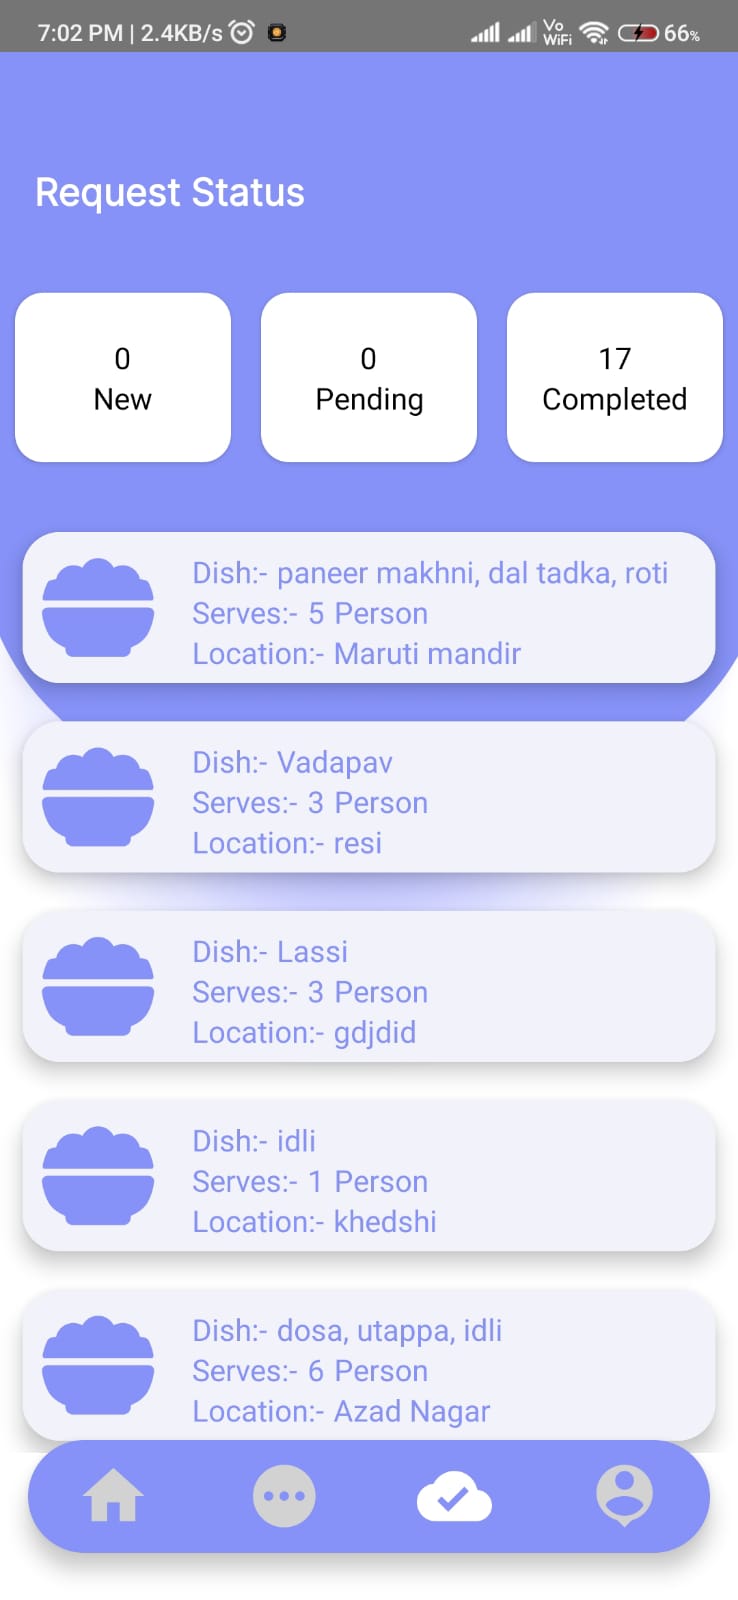 7:02 PM | 2.4KB/s
Vo
WiFi
66%
Request Status
0
New
0
Pending
17
Completed
Dish:- paneer makhni, dal tadka, roti
Serves:- 5 Person
Location:- Maruti mandir
Dish:- Vadapav
Serves:- 3 Person
Location:- resi
Dish:- Lassi
Serves:- 3 Person
Location:- gdjdid
Dish:- idli
Serves:- 1 Person
Location:- khedshi
Dish:- dosa, utappa, idli
Serves:- 6 Person
Location:- Azad Nagar